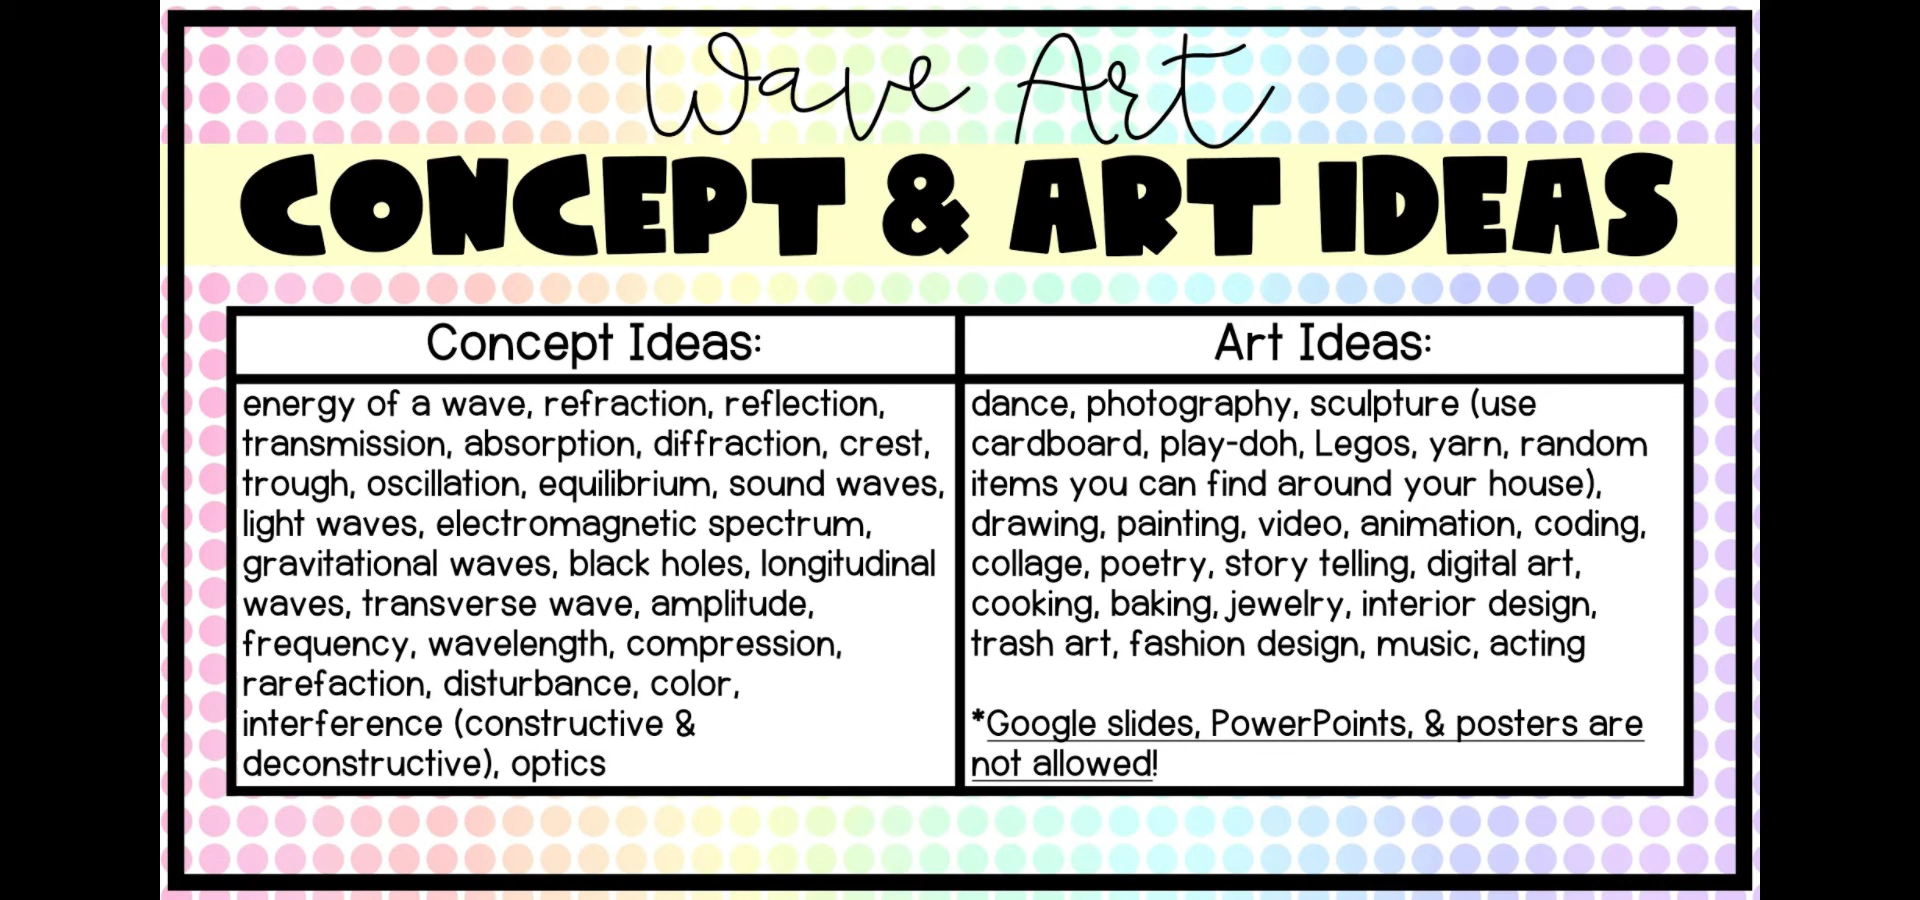 Wave Art
CONCEPT & ART IDEAS
Concept Ideas:
energy of a wave, refraction, reflection,
transmission, absorption, diffraction, crest,
trough, oscillation, equilibrium, sound waves,
light waves, electromagnetic spectrum,
gravitational waves, black holes, longitudinal
waves, transverse wave, amplitude,
frequency, wavelength, compression,
rarefaction, disturbance, color,
interference (constructive &
deconstructive), optics
Art Ideas:
dance, photography, sculpture (use
cardboard, play-doh, Legos, yarn, random
items you can find around your house),
drawing, painting, video, animation, coding,
collage, poetry, story telling, digital art,
cooking, baking, jewelry, interior design,
trash art, fashion design, music, acting
*Google slides, PowerPoints, & posters are
not allowed!